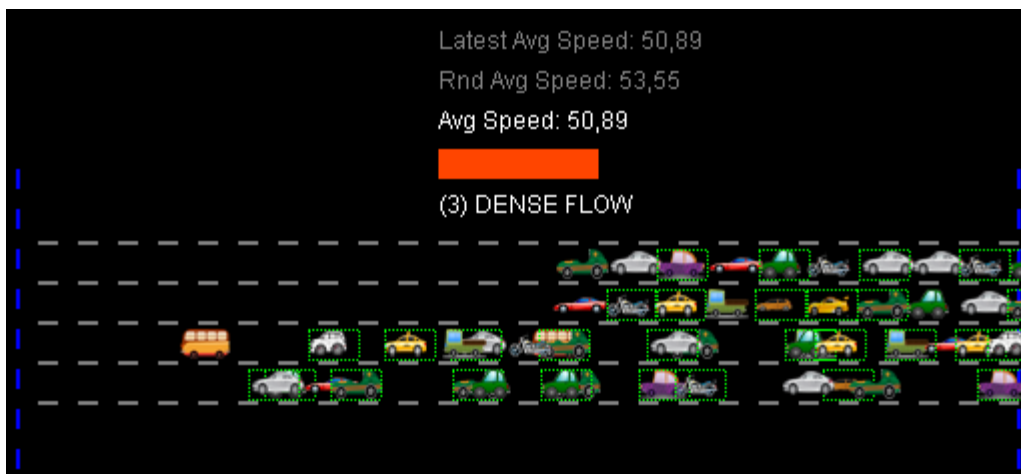 Latest Avg Speed: 50,89
Rnd Avg Speed: 53,55
Avg Speed: 50,89
(3) DENSE FLOW